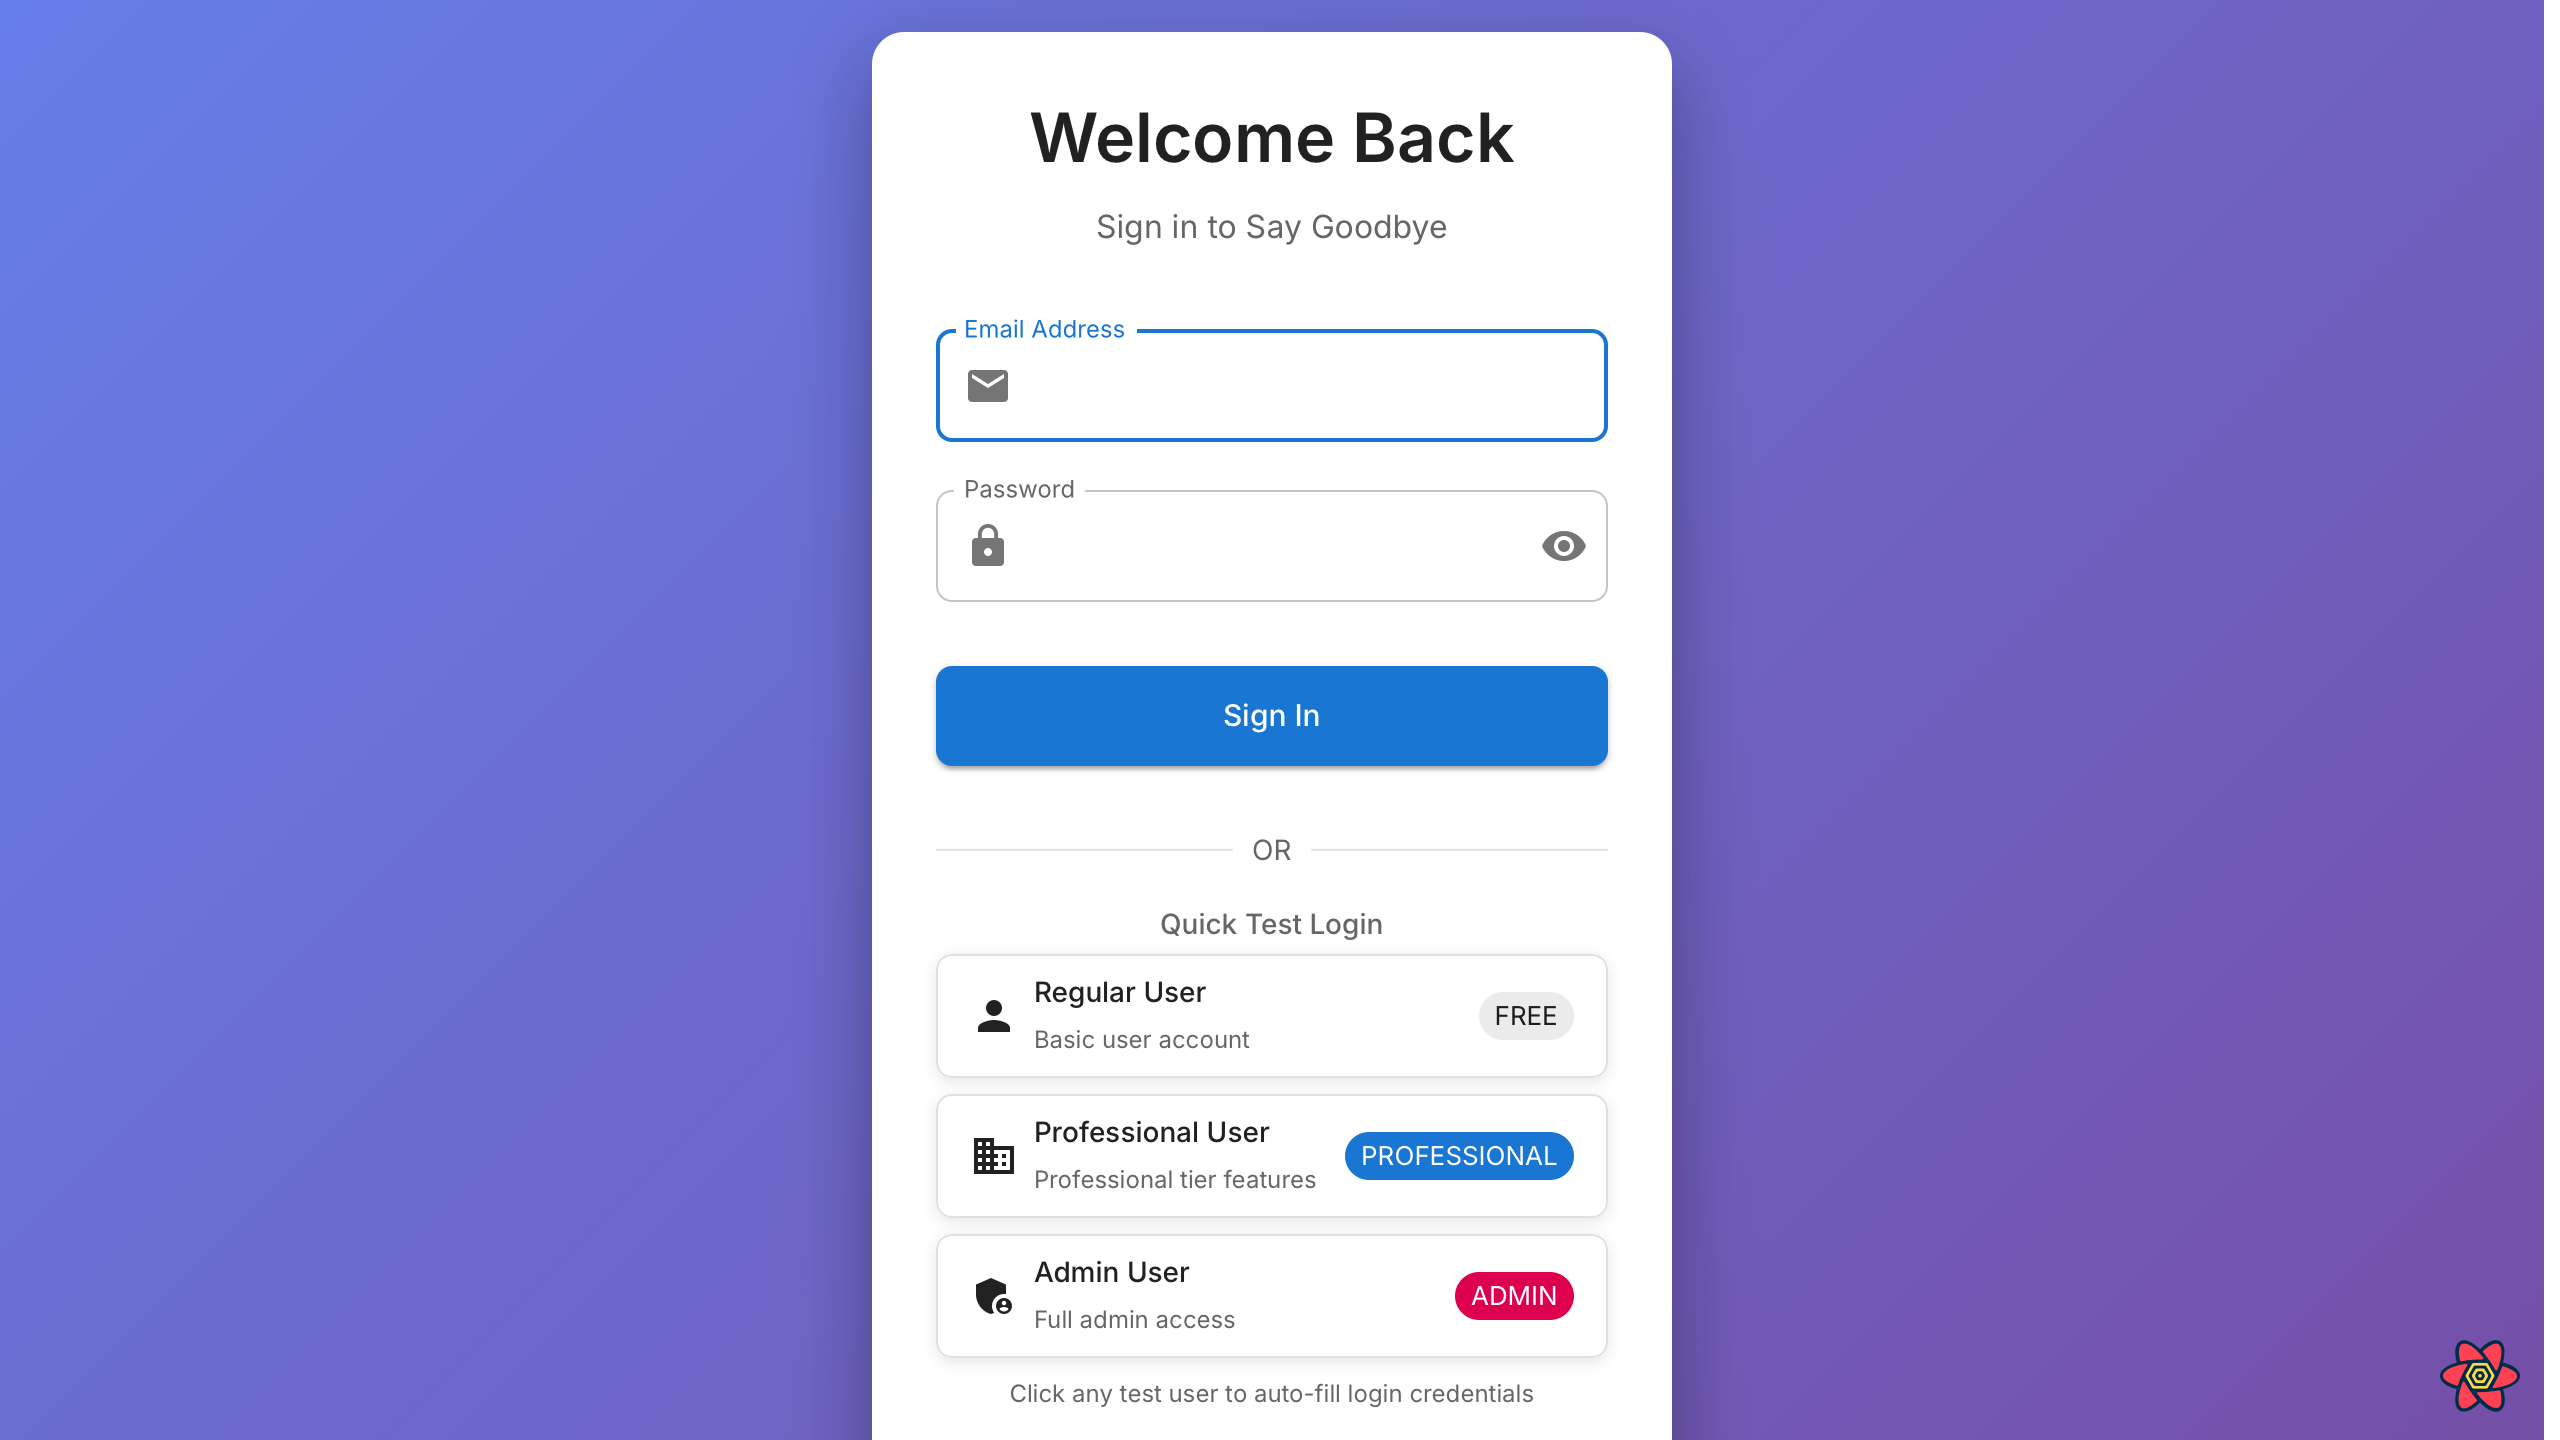 Welcome Back
Sign in to Say Goodbye
Email Address
Password
Sign In
OR
Quick Test Login
Regular User
Basic user account
FREE
Professional User
Professional tier features
PROFESSIONAL
Admin User
Full admin access
ADMIN
Click any test user to auto-fill login credentials